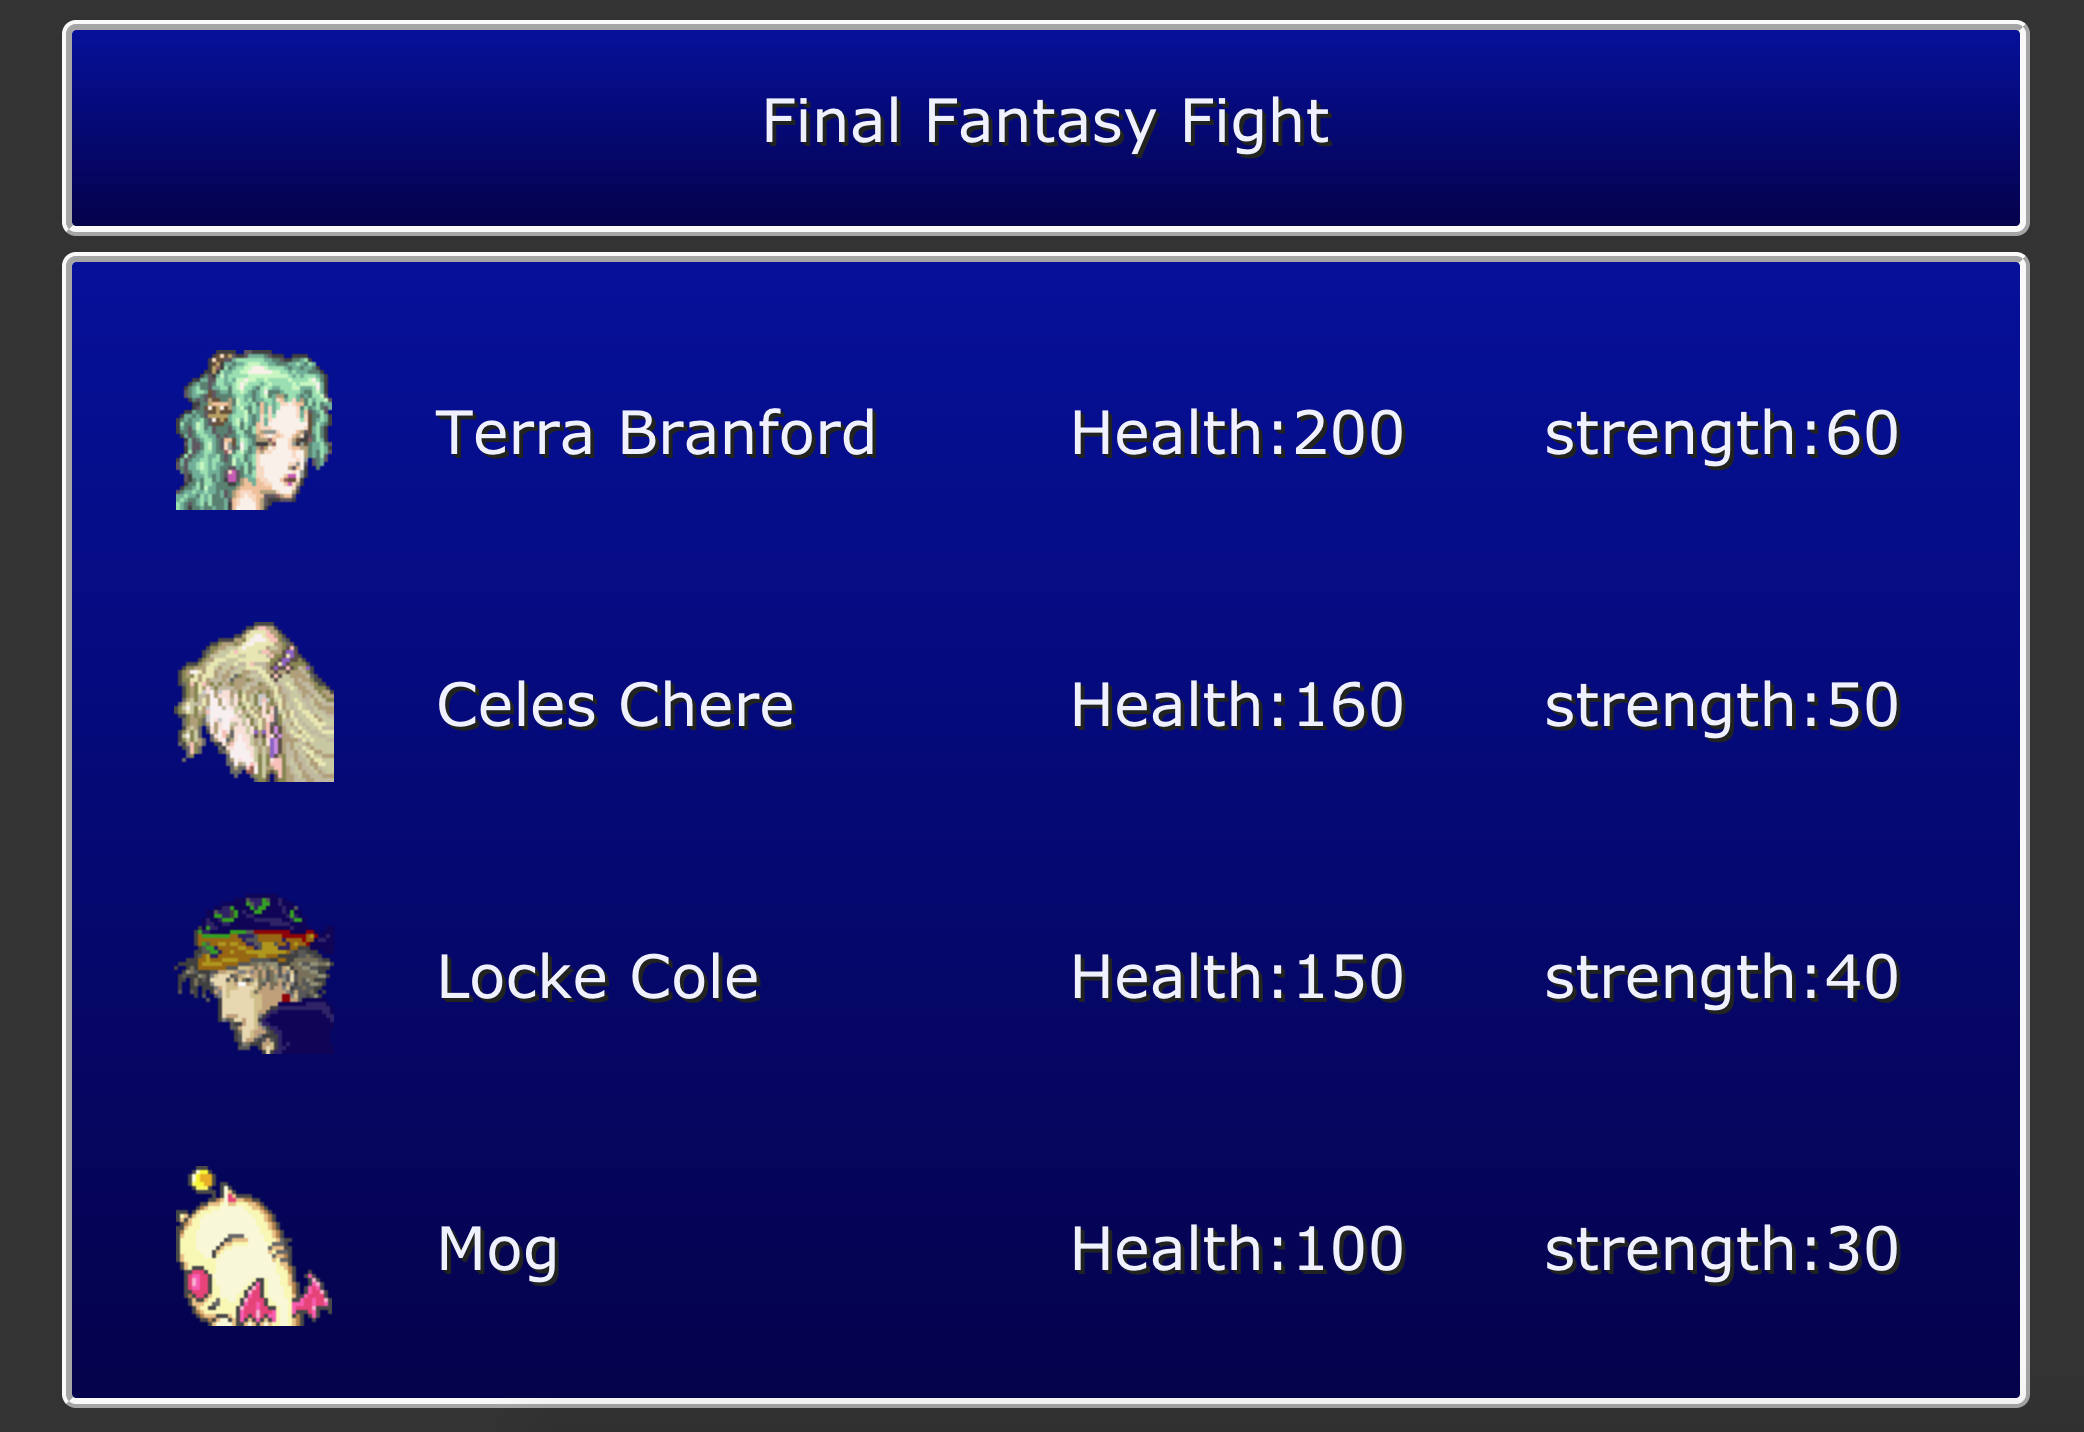 Final Fantasy Fight
Terra Branford Health:200 strength:60
Celes Chere Health:160 strength:50
Locke Cole Health:150 strength:40
Mog Health:100 strength:30